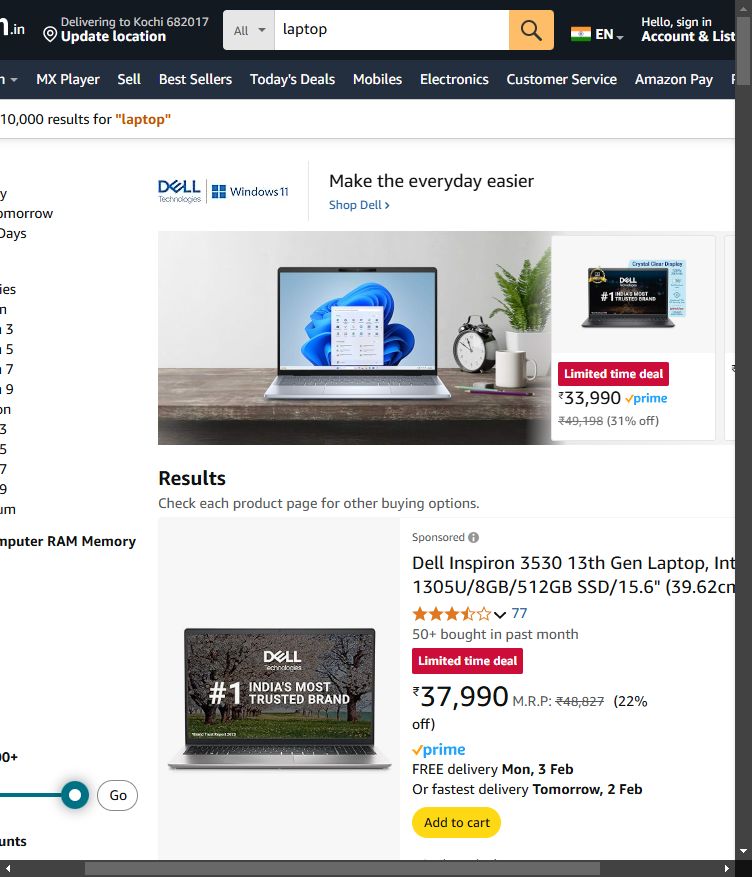 n.in
Delivering to Kochi 682017
Update location
All
laptop
EN
Hello, sign in
Account & List
n
MX Player
Sell
Best Sellers
Today's Deals
Mobiles
Electronics
Customer Service
Amazon Pay
10,000 results for "laptop"
y
omorrow
Days
ies
n
3
5
7
9
on
3
5
7
9
um
mputer RAM Memory
00+
Go
unts
DELL
Technologies
Windows 11
Make the everyday easier
Shop Dell ›
Crystal Clear Display
DELL
Technologies
#1 INDIA'S MOST
TRUSTED BRAND
Limited time deal
₹33,990 prime
₹49,198 (31% off)
Results
Check each product page for other buying options.
DELL
Technologies
#1 INDIA'S MOST
TRUSTED BRAND
Sponsored
Dell Inspiron 3530 13th Gen Laptop, Int
1305U/8GB/512GB SSD/15.6" (39.62cm
77
50+ bought in past month
Limited time deal
₹37,990 M.R.P: ₹48,827 (22%
off)
prime
FREE delivery Mon, 3 Feb
Or fastest delivery Tomorrow, 2 Feb
Add to cart